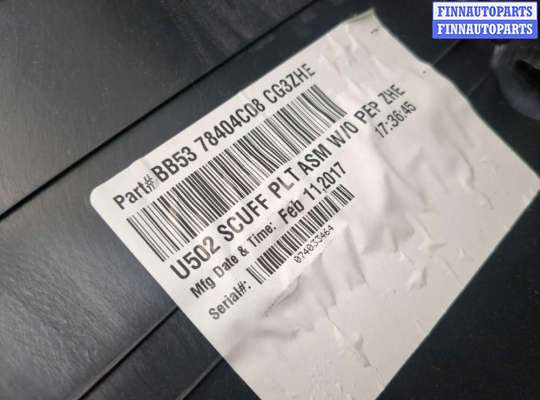 FINNAUTOPARTS
FINNAUTOPARTS
Part# BB53 78404C08 CG3ZHE
U502 SCUFF PLT ASM W/O PEP ZHE
Mfg Date & Time: Feb 11,2017 17:36:45
Serial#: 074033464